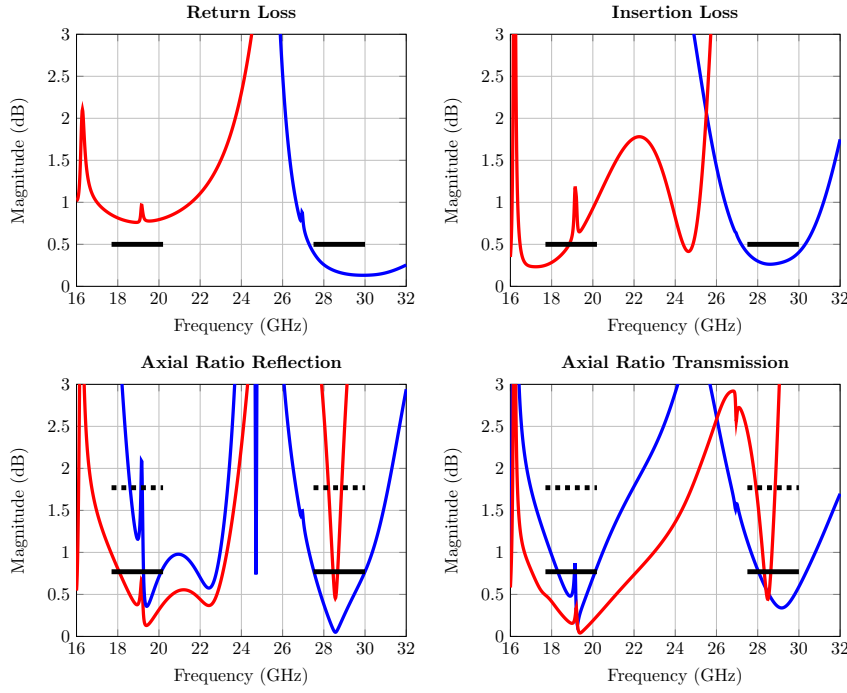 Return Loss
3
2.5
2
1.5
1
0.5
0
16 18 20 22 24 26 28 30 32
Frequency (GHz)
Magnitude (dB)
Insertion Loss
3
2.5
2
1.5
1
0.5
0
16 18 20 22 24 26 28 30 32
Frequency (GHz)
Magnitude (dB)
Axial Ratio Reflection
3
2.5
2
1.5
1
0.5
0
16 18 20 22 24 26 28 30 32
Frequency (GHz)
Magnitude (dB)
Axial Ratio Transmission
3
2.5
2
1.5
1
0.5
0
16 18 20 22 24 26 28 30 32
Frequency (GHz)
Magnitude (dB)